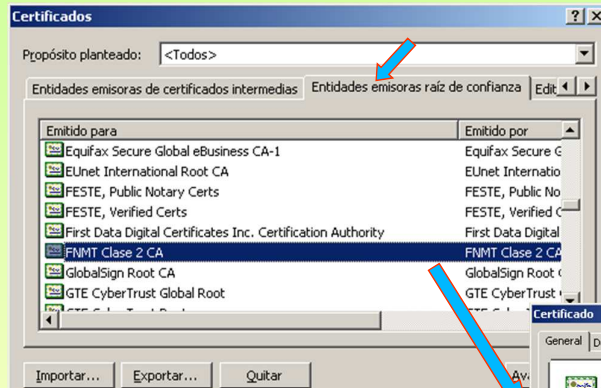 Certificados
Propósito planteado: <Todos>
Entidades emisoras de certificados intermedias Entidades emisoras raíz de confianza Edit
Emitido para Emitido por
Equifax Secure Global eBusiness CA-1 Equifax Secure G
EUnet International Root CA EUnet Internatio
FESTE, Public Notary Certs FESTE, Public No
FESTE, Verified Certs FESTE, Verified C
First Data Digital Certificates Inc. Certification Authority First Data Digital
FNMT Clase 2 CA FNMT Clase 2 CA
GlobalSign Root CA GlobalSign Root
GTE CyberTrust Global Root GTE CyberTrust
Certificado
General D
Importar... Exportar... Quitar Av